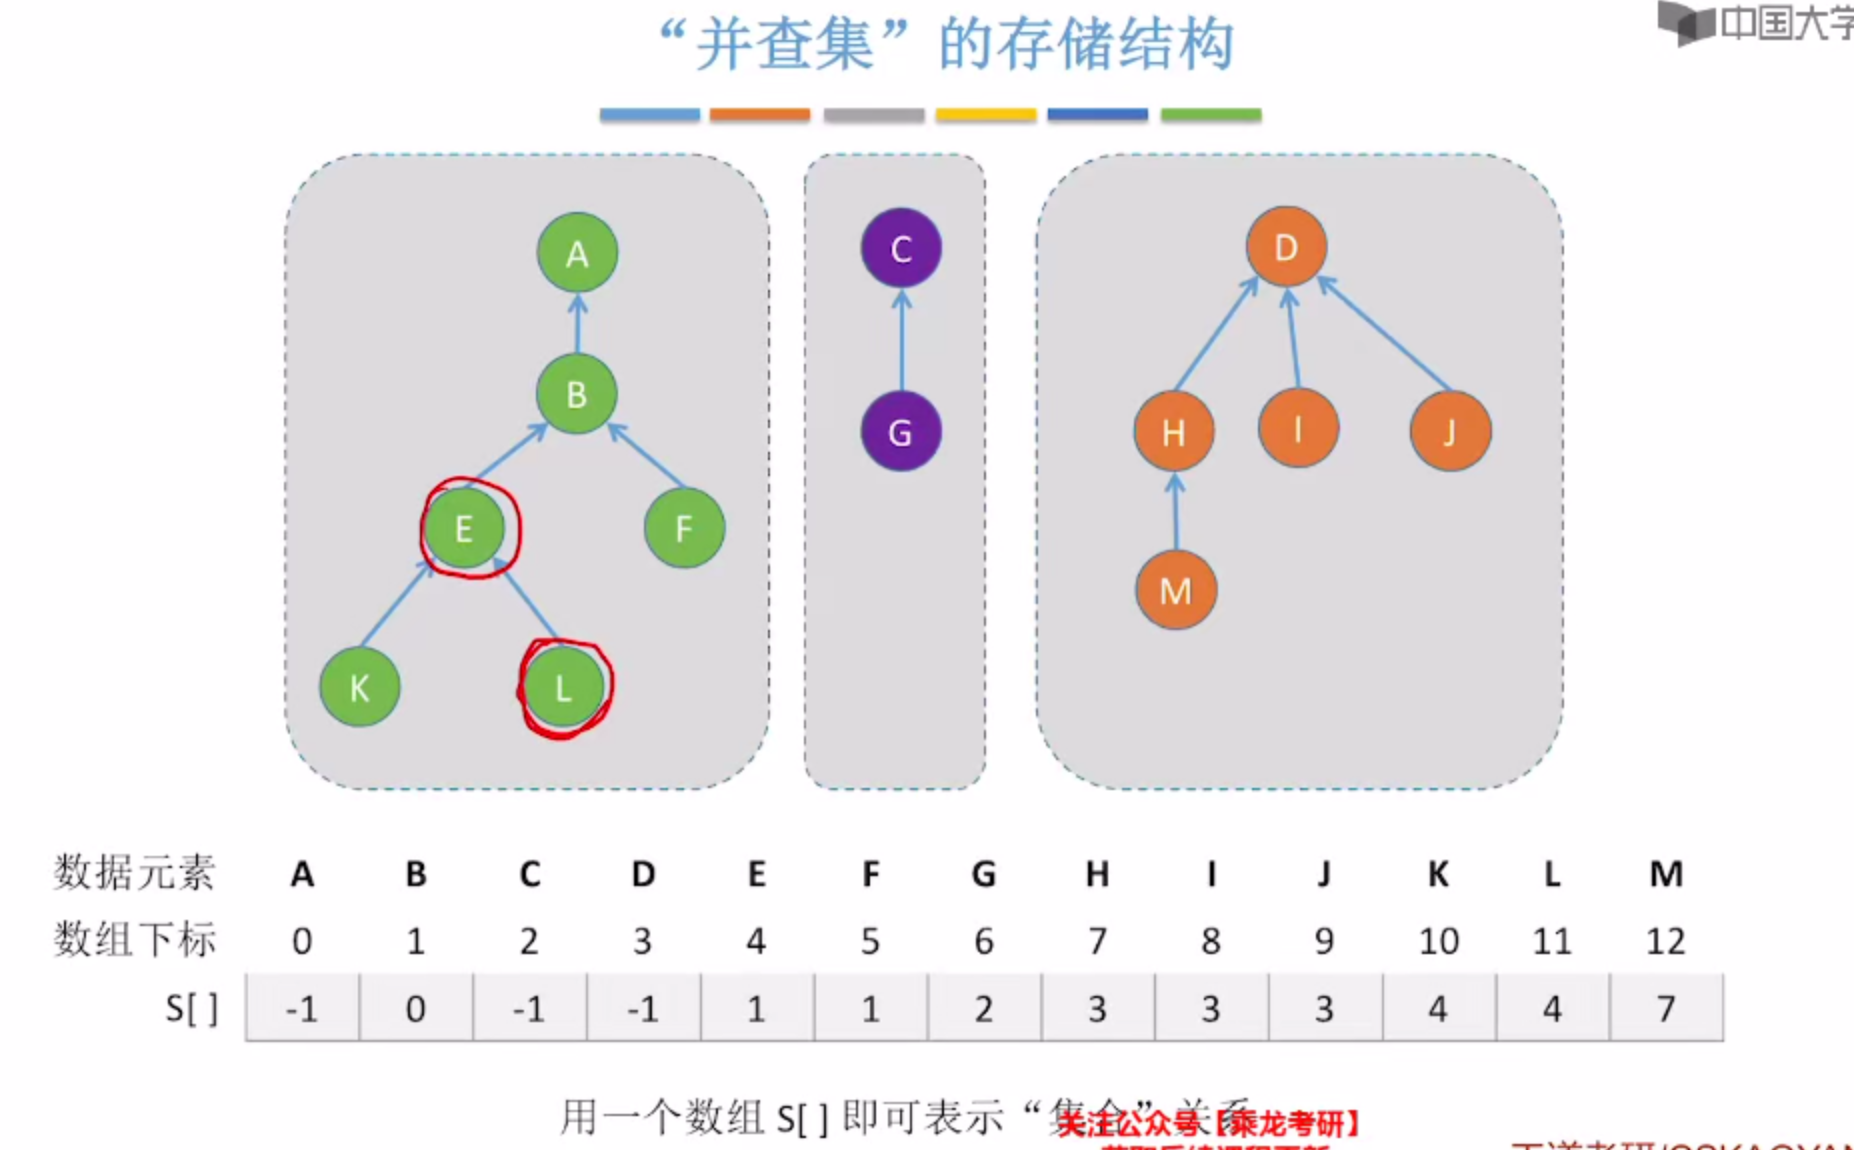 “并查集”的存储结构
中国大学
A
B
E
F
K
L
C
G
D
H
I
J
M
数据元素 A B C D E F G H I J K L M
数组下标 0 1 2 3 4 5 6 7 8 9 10 11 12
S[ ] -1 0 -1 -1 1 1 2 3 3 3 4 4 7
用一个数组 S[ ] 即可表示“集合”关系
关注公众号【乘龙考研】